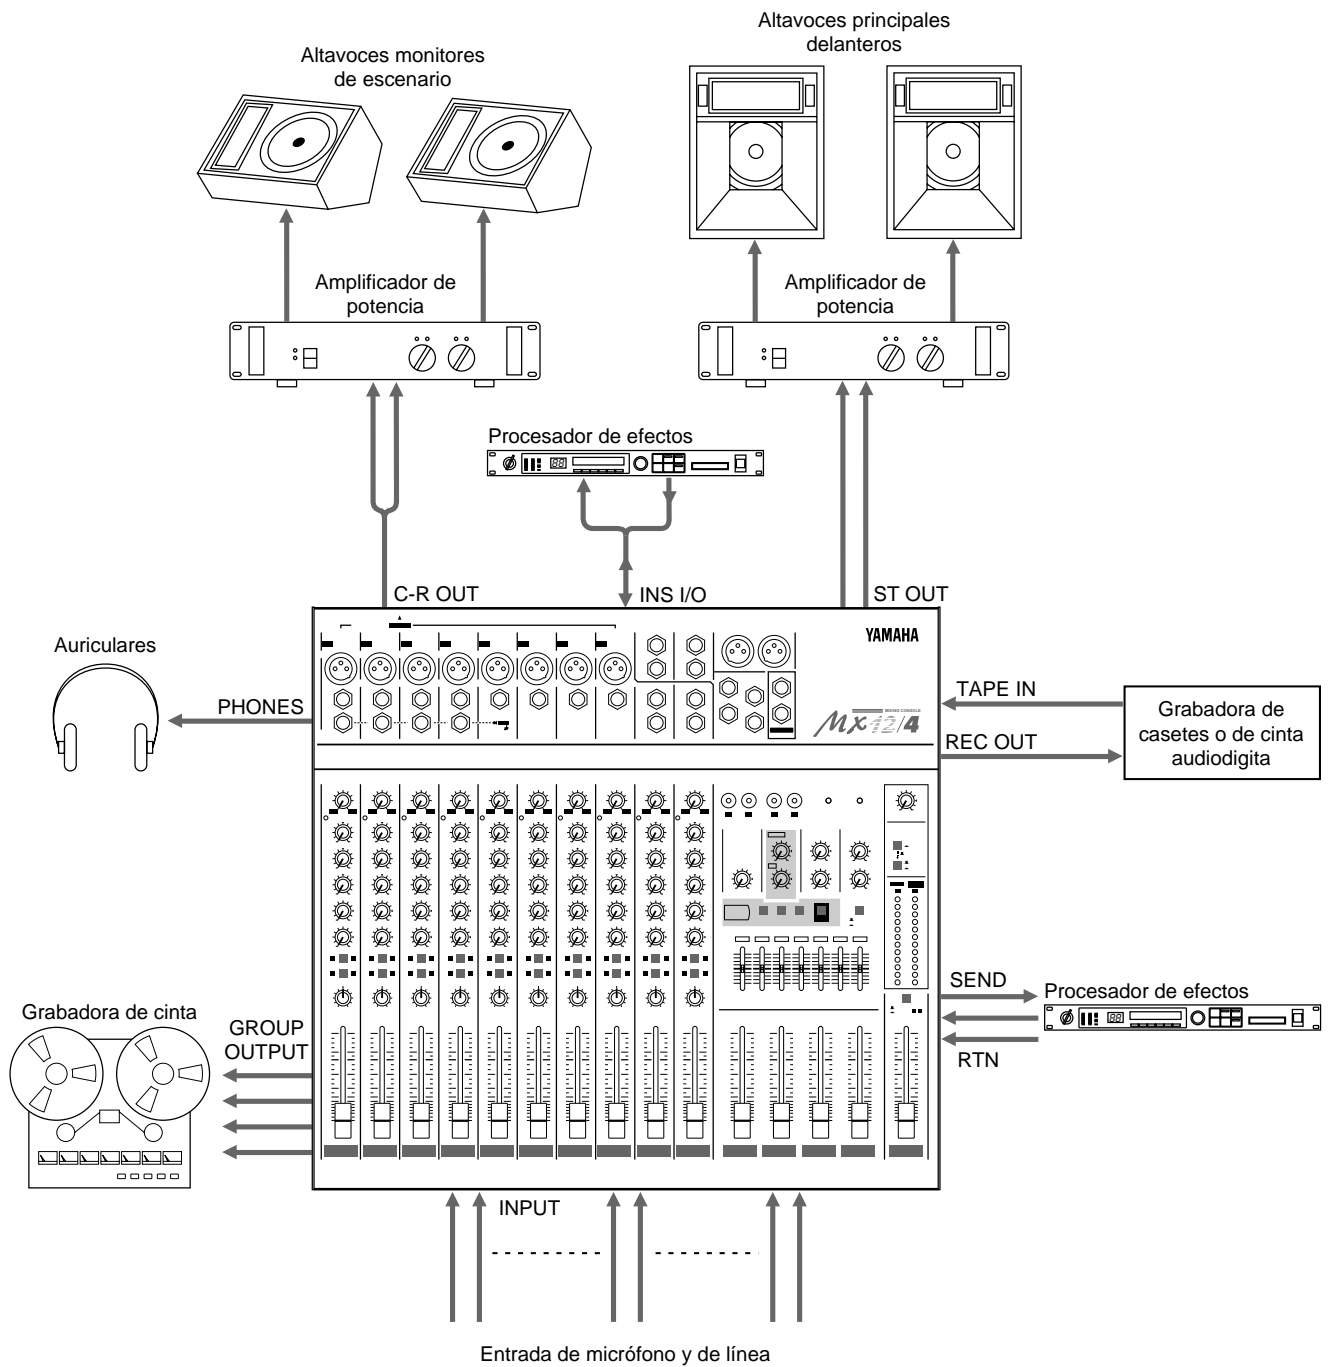 Altavoces principales
delanteros
Altavoces monitores
de escenario
Amplificador de
potencia
Amplificador de
potencia
Procesador de efectos
C-R OUT
INS I/O
ST OUT
YAMAHA
Auriculares
PHONES
TAPE IN
Grabadora de
casetes o de cinta
audiodigita
MIXING CONSOLE
MX12/4
REC OUT
SEND
Procesador de efectos
RTN
Grabadora de cinta
GROUP
OUTPUT
INPUT
Entrada de micrófono y de línea